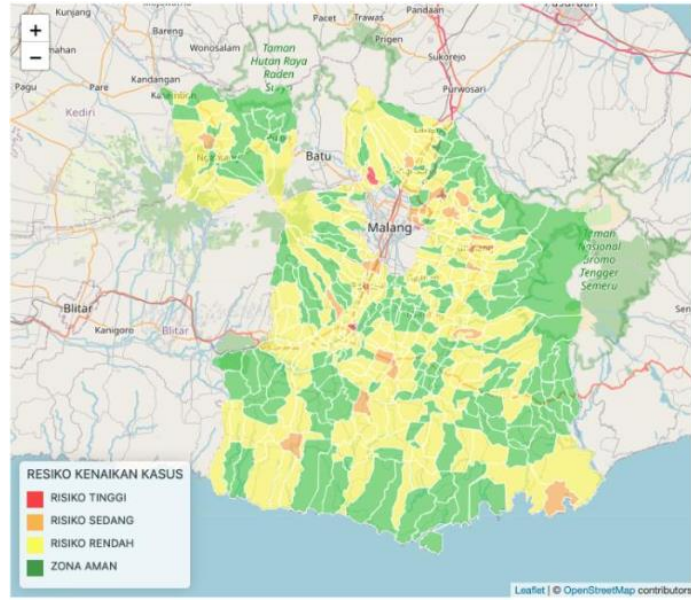 Kunjang
Pacet
Trawas
Pandaan
Bareng
Prigen
Wonosalam
Taman
Hutan Raya
Raden
Sukorejo
Kandangan
Pagu
Pare
Purwosari
Kediri
Batu
Malang
Taman
Nasional
Bromo
Tengger
Semeru
Blitar
Kanigoro
Blitar
+
−
RESIKO KENAIKAN KASUS
RISIKO TINGGI
RISIKO SEDANG
RISIKO RENDAH
ZONA AMAN
Leaflet | © OpenStreetMap contributors